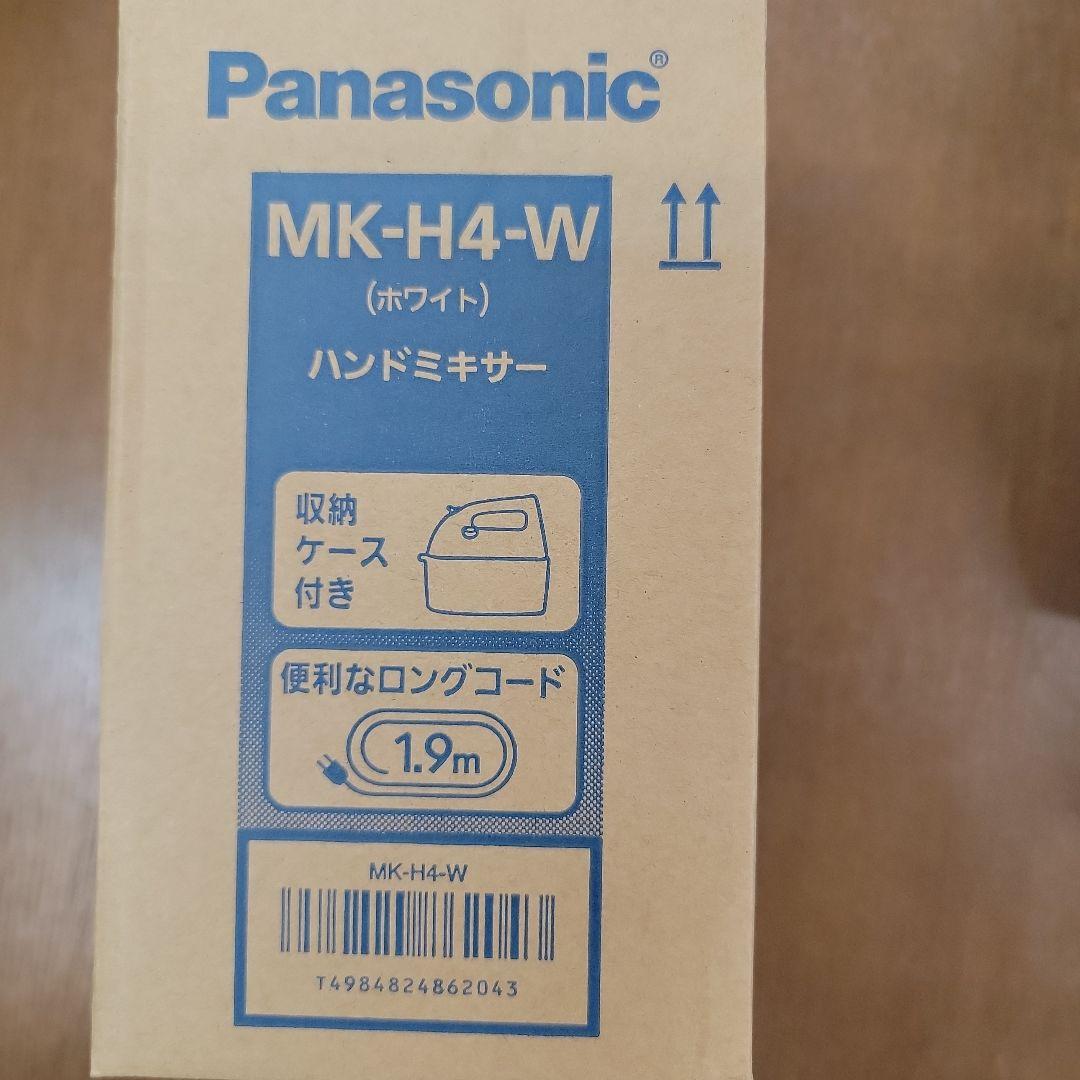 Panasonic®
MK-H4-W
(ホワイト)
ハンドミキサー
収納
ケース
付き
便利なロングコード
1.9m
MK-H4-W
T4984824862043